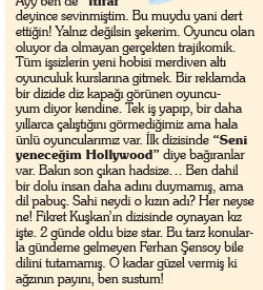 Ayy ben de "itiraf"
deyince sevinmiştim. Bu muydu yani dert
ettiğin! Yalnız değilsin şekerim. Oyuncu olan
oluyor da olmayan gerçekten trajikomik.
Tüm işsizlerin yeni hobisi merdiven altı
oyunculuk kurslarına gitmek. Bir reklamda
bir dizide diz kapağı görünen oyuncu-
yum diyor kendine. Tek iş yapıp, bir daha
yıllarca çalıştığını görmediğimiz ama hala
ünlü oyuncularımız var. İlk dizisinde "Seni
yeneceğim Hollywood" diye bağıranlar
var. Bakın son çıkan hadsize... Ben dahil
bir dolu insan daha adını duymamış, ama
dil pabuç. Sahi neydi o kızın adı? Her neyse
ne! Fikret Kuşkan'ın dizisinde oynayan kız
işte. 2 günde oldu bize star. Bu tarz konular-
la gündeme gelmeyen Ferhan Şensoy bile
dilini tutamamış. O kadar güzel vermiş ki
ağzının payını, ben sustum!